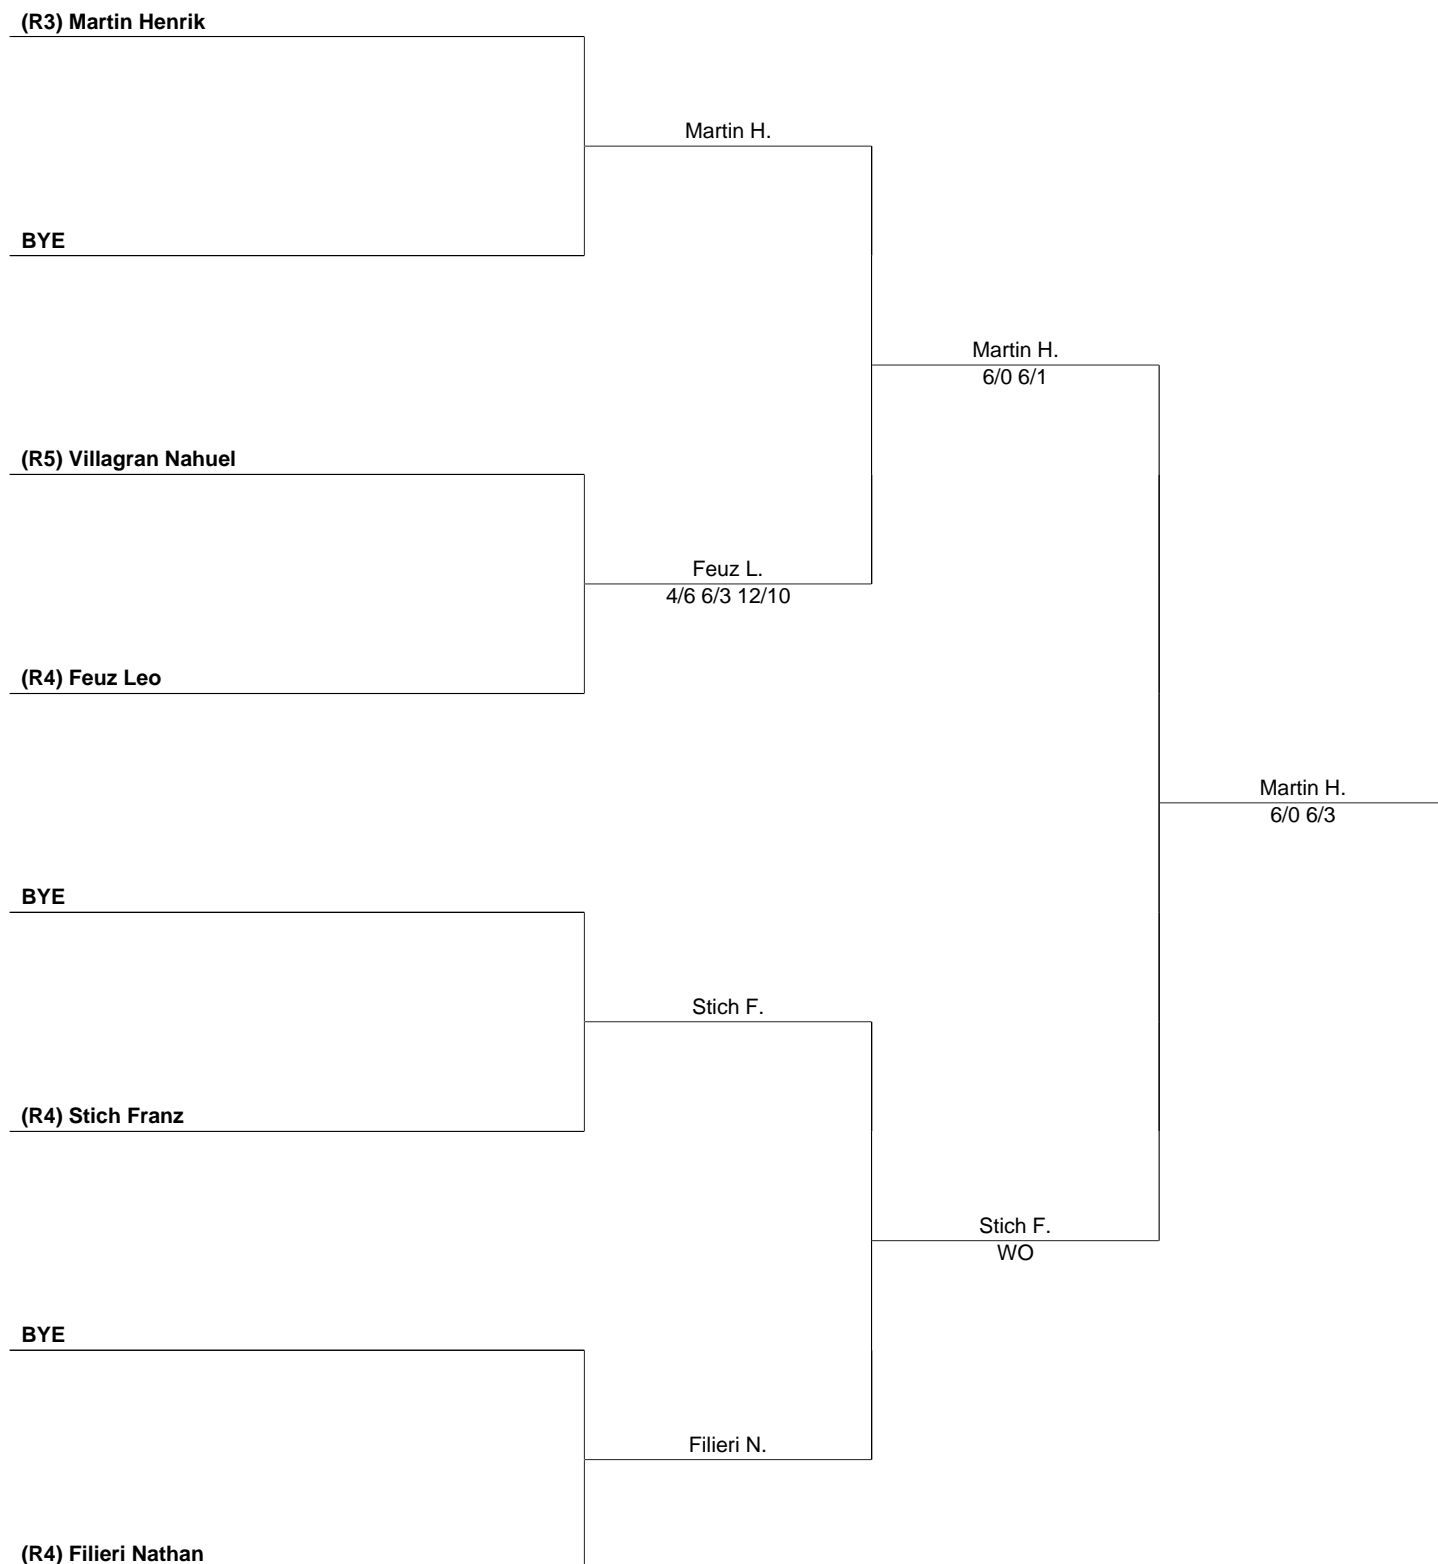 (R3) Martin Henrik
Martin H.
BYE
Martin H.
6/0 6/1
(R5) Villagran Nahuel
Feuz L.
4/6 6/3 12/10
(R4) Feuz Leo
Martin H.
6/0 6/3
BYE
Stich F.
(R4) Stich Franz
Stich F.
WO
BYE
Filieri N.
(R4) Filieri Nathan